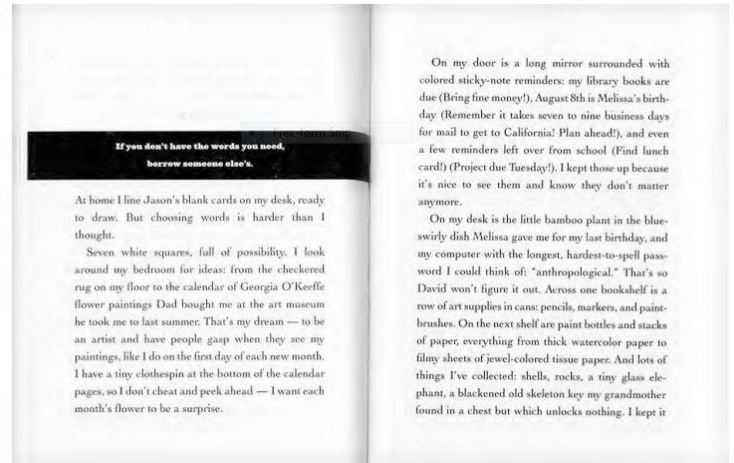 If you don't have the words you need,
borrow someone else's.
At home I line Jason's blank cards on my desk, ready
to draw. But choosing words is harder than I
thought.
Seven white squares, full of possibility. I look
around my bedroom for ideas: from the checkered
rug on my floor to the calendar of Georgia O'Keeffe
flower paintings Dad bought me at the art museum
he took me to last summer. That's my dream — to be
an artist and have people gasp when they see my
paintings, like I do on the first day of each new month.
I have a tiny clothespin at the bottom of the calendar
pages, so I don't cheat and peek ahead — I want each
month's flower to be a surprise.
On my door is a long mirror surrounded with
colored sticky-note reminders: my library books are
due (Bring fine money!), August 8th is Melissa's birth-
day (Remember it takes seven to nine business days
for mail to get to California! Plan ahead!), and even
a few reminders left over from school (Find lunch
card!) (Project due Tuesday!). I kept those up because
it's nice to see them and know they don't matter
anymore.
On my desk is the little bamboo plant in the blue-
swirly dish Melissa gave me for my last birthday, and
my computer with the longest, hardest-to-spell pass-
word I could think of: "anthropological." That's so
David won't figure it out. Across one bookshelf is a
row of art supplies in cans: pencils, markers, and paint-
brushes. On the next shelf are paint bottles and stacks
of paper, everything from thick watercolor paper to
filmy sheets of jewel-colored tissue paper. And lots of
things I've collected: shells, rocks, a tiny glass ele-
phant, a blackened old skeleton key my grandmother
found in a chest but which unlocks nothing. I kept it
Free-form Snip